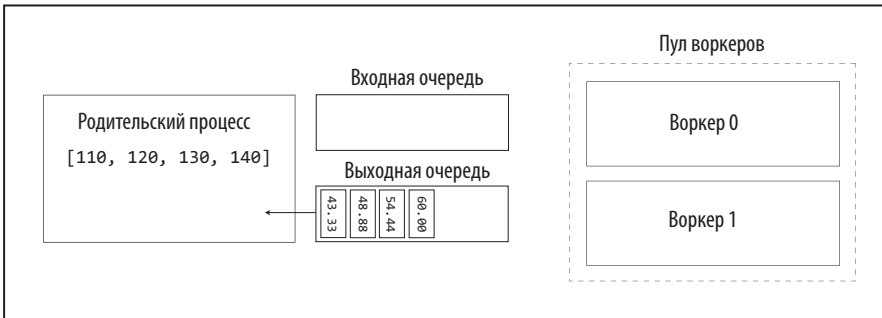 Пул воркеров
Входная очередь
Родительский процесс
[110, 120, 130, 140]
Воркер 0
Выходная очередь
43.33
48.88
54.44
60.00
Воркер 1